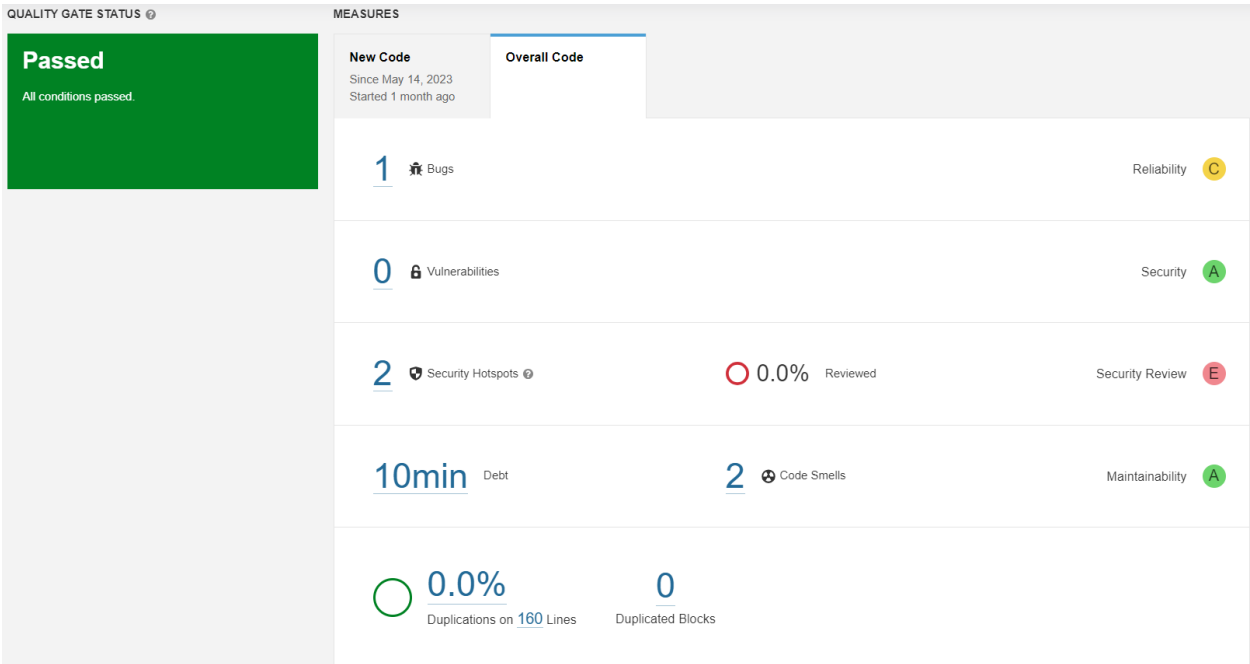 QUALITY GATE STATUS
MEASURES
Passed
All conditions passed.
New Code
Since May 14, 2023
Started 1 month ago
Overall Code
1 Bugs Reliability C
0 Vulnerabilities Security A
2 Security Hotspots 0.0% Reviewed Security Review E
10min Debt 2 Code Smells Maintainability A
0.0% 0
Duplications on 160 Lines Duplicated Blocks